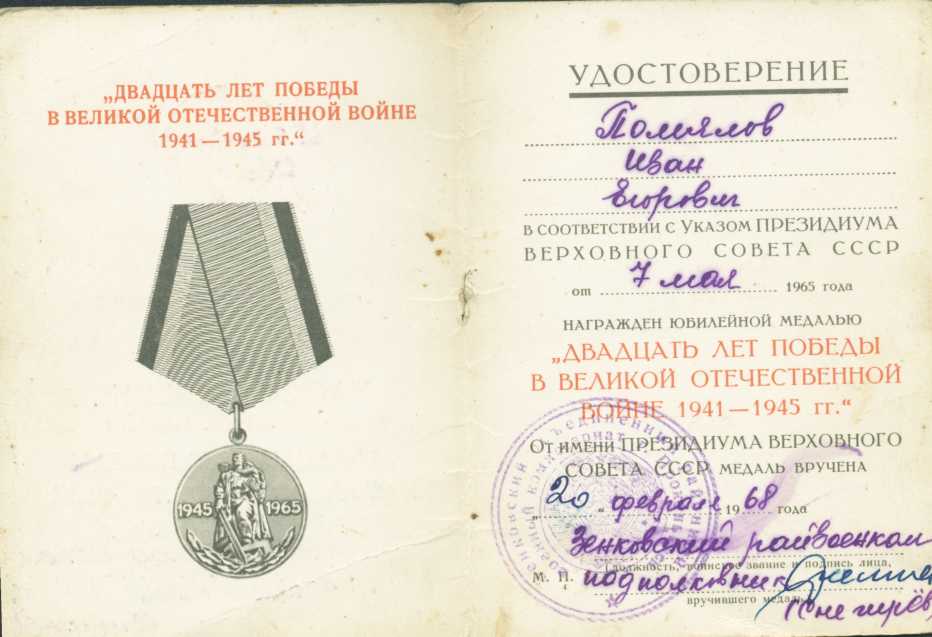 „ДВАДЦАТЬ ЛЕТ ПОБЕДЫ
В ВЕЛИКОЙ ОТЕЧЕСТВЕННОЙ ВОЙНЕ
1941—1945 гг.“
1945 1965
УДОСТОВЕРЕНИЕ
Иван
Егорович
В СООТВЕТСТВИИ С УКАЗОМ ПРЕЗИДИУМА
ВЕРХОВНОГО СОВЕТА СССР
от 7 мая 1965 года
НАГРАЖДЕН ЮБИЛЕЙНОЙ МЕДАЛЬЮ
„ДВАДЦАТЬ ЛЕТ ПОБЕДЫ
В ВЕЛИКОЙ ОТЕЧЕСТВЕННОЙ
ВОЙНЕ 1941—1945 гг.“
ОТ ИМЕНИ ПРЕЗИДИУМА ВЕРХОВНОГО
СОВЕТА СССР МЕДАЛЬ ВРУЧЕНА
„20“ февраля 1968 года
Зенковский райвоенком
(должность, воинское звание и подпись лица,
М. П. подполковник
вручившего медаль)